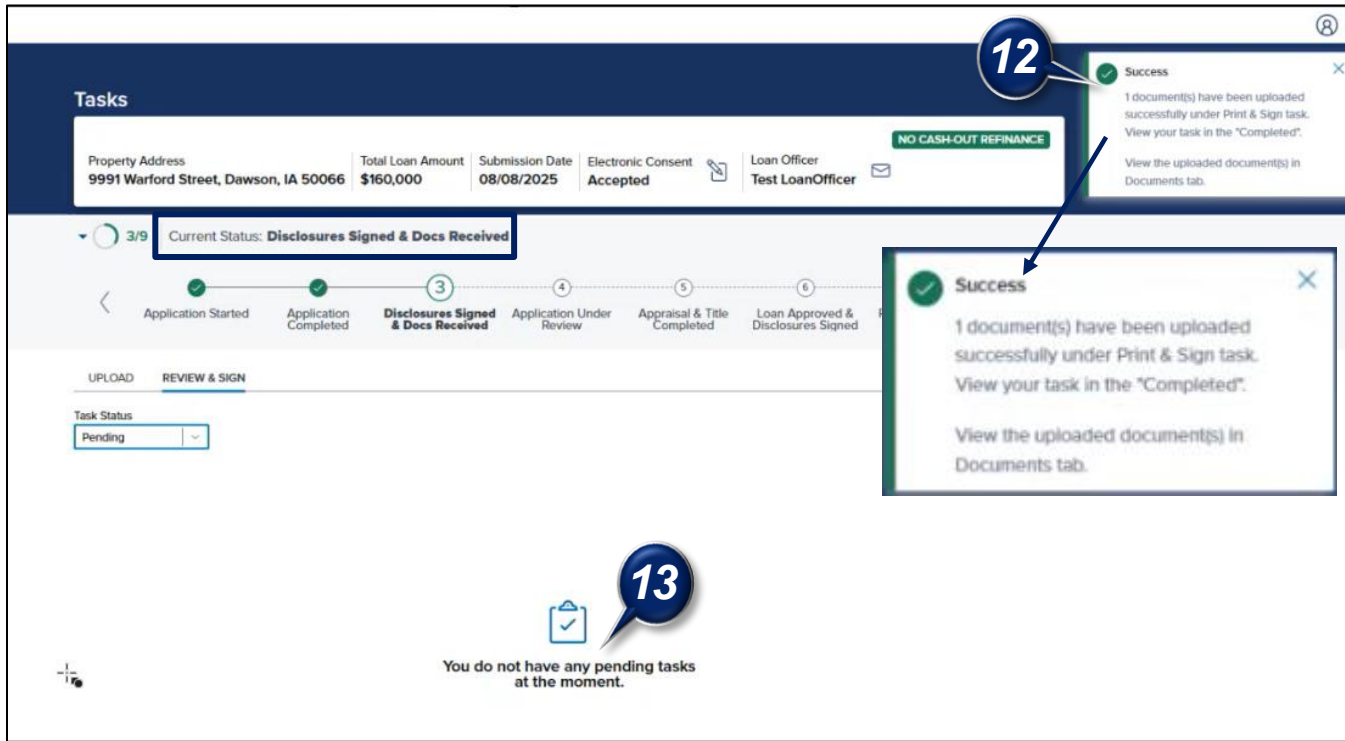 12
Success
1 document(s) have been uploaded
successfully under Print & Sign task.
View your task in the "Completed".
View the uploaded document(s) in
Documents tab.
Tasks
NO CASH-OUT REFINANCE
Property Address
9991 Warford Street, Dawson, IA 50066
Total Loan Amount
$160,000
Submission Date
08/08/2025
Electronic Consent
Accepted
Loan Officer
Test LoanOfficer
3/9 Current Status: Disclosures Signed & Docs Received
Application Started
Application
Completed
3
Disclosures Signed
& Docs Received
4
Application Under
Review
5
Appraisal & Title
Completed
6
Loan Approved &
Disclosures Signed
Success
1 document(s) have been uploaded
successfully under Print & Sign task.
View your task in the "Completed".
View the uploaded document(s) in
Documents tab.
UPLOAD REVIEW & SIGN
Task Status
Pending
13
You do not have any pending tasks
at the moment.